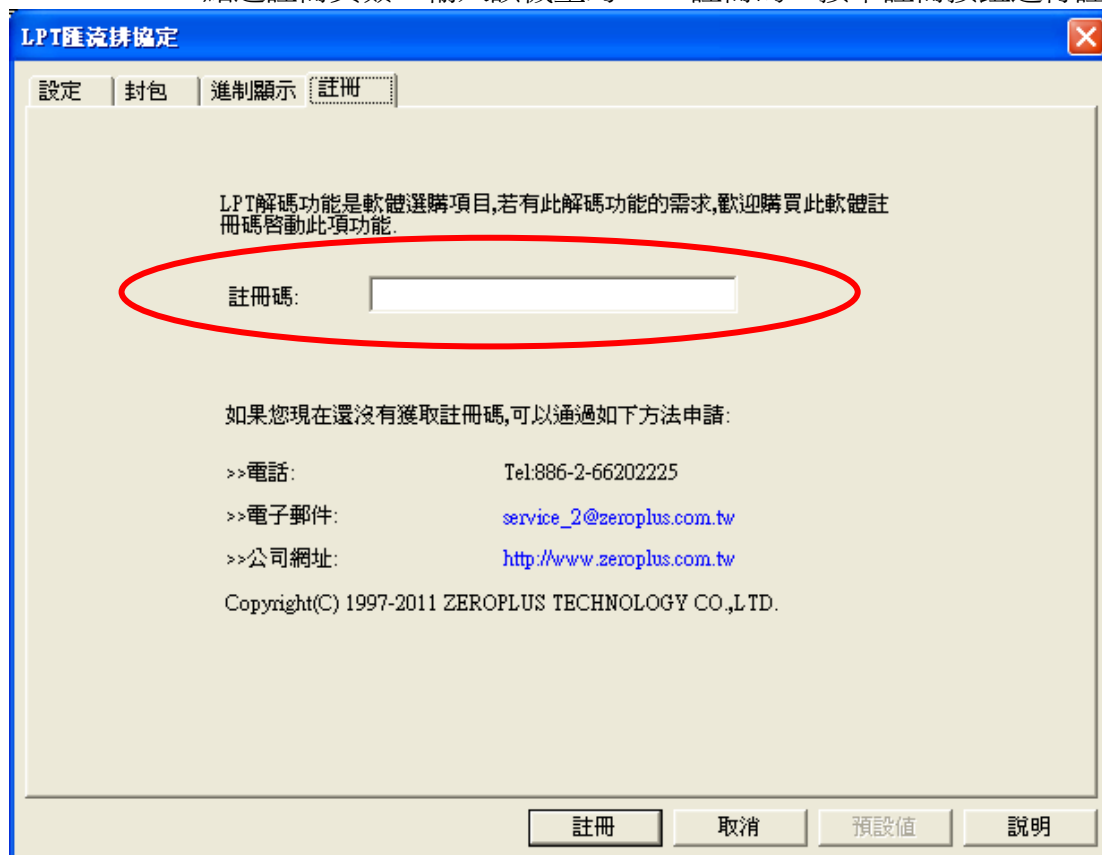 LPT匯流排協定
設定 封包 進制顯示 註冊
LPT解碼功能是軟體選購項目,若有此解碼功能的需求,歡迎購買此軟體註
冊碼啓動此項功能.
註冊碼:
如果您現在還沒有獲取註冊碼,可以通過如下方法申請:
>>電話: Tel:886-2-66202225
>>電子郵件: service_2@zeroplus.com.tw
>>公司網址: http://www.zeroplus.com.tw
Copyright(C) 1997-2011 ZEROPLUS TECHNOLOGY CO.,LTD.
註冊 取消 預設值 說明